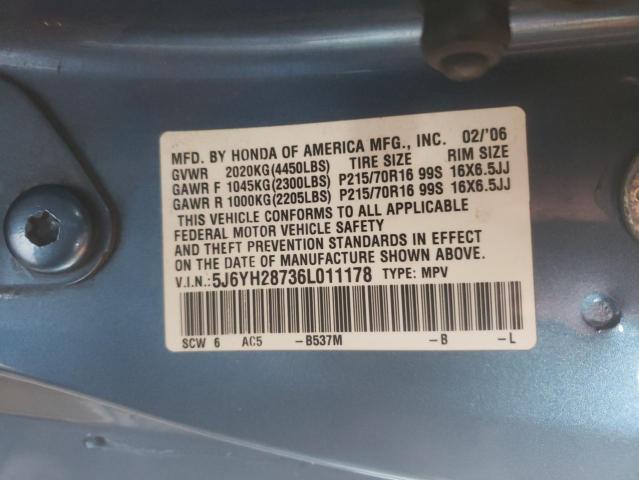 MFD. BY HONDA OF AMERICA MFG., INC. 02/'06
GVWR 2020KG(4450LBS) TIRE SIZE RIM SIZE
GAWR F 1045KG(2300LBS) P215/70R16 99S 16X6.5JJ
GAWR R 1000KG(2205LBS) P215/70R16 99S 16X6.5JJ
THIS VEHICLE CONFORMS TO ALL APPLICABLE
FEDERAL MOTOR VEHICLE SAFETY
AND THEFT PREVENTION STANDARDS IN EFFECT
ON THE DATE OF MANUFACTURE SHOWN ABOVE.
V.I.N.: 5J6YH28736L011178 TYPE: MPV
SCW 6 AC5 -B537M -B -L